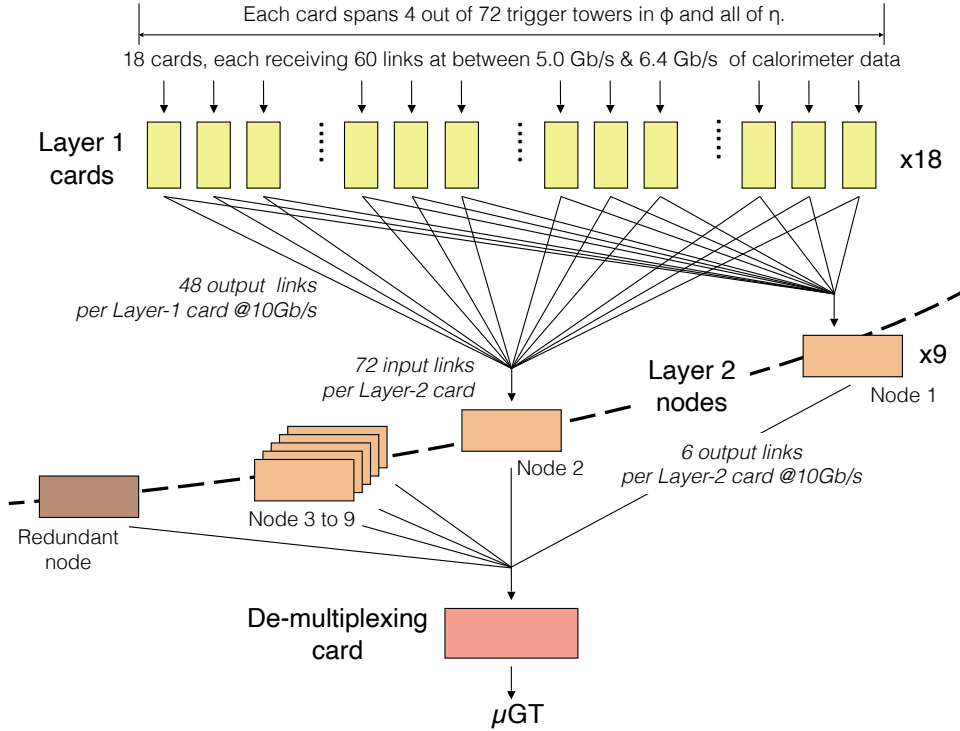 Each card spans 4 out of 72 trigger towers in ϕ and all of η.
18 cards, each receiving 60 links at between 5.0 Gb/s & 6.4 Gb/s of calorimeter data
Layer 1
cards
x18
48 output links
per Layer-1 card @10Gb/s
72 input links
per Layer-2 card
Layer 2
nodes
x9
Node 1
6 output links
per Layer-2 card @10Gb/s
Node 2
Node 3 to 9
Redundant
node
De-multiplexing
card
μGT